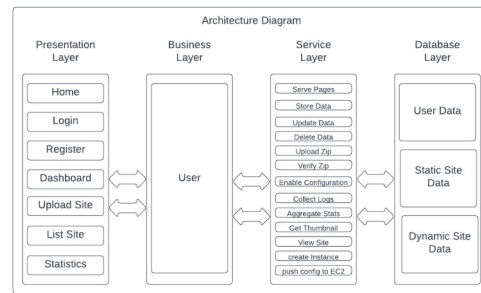 Architecture Diagram
Presentation
Layer
Business
Layer
Service
Layer
Database
Layer
Home
Login
Register
Dashboard
Upload Site
List Site
Statistics
User
Serve Pages
Store Data
Update Data
Delete Data
Upload Zip
Verify Zip
Enable Configuration
Collect Logs
Aggregate Stats
Get Thumbnail
View Site
create Instance
push config to EC2
User Data
Static Site
Data
Dynamic Site
Data